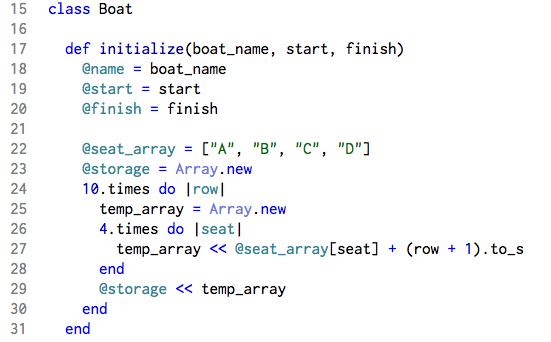 15 class Boat
16
17   def initialize(boat_name, start, finish)
18     @name = boat_name
19     @start = start
20     @finish = finish
21
22     @seat_array = ["A", "B", "C", "D"]
23     @storage = Array.new
24     10.times do |row|
25       temp_array = Array.new
26       4.times do |seat|
27         temp_array << @seat_array[seat] + (row + 1).to_s
28       end
29       @storage << temp_array
30     end
31   end